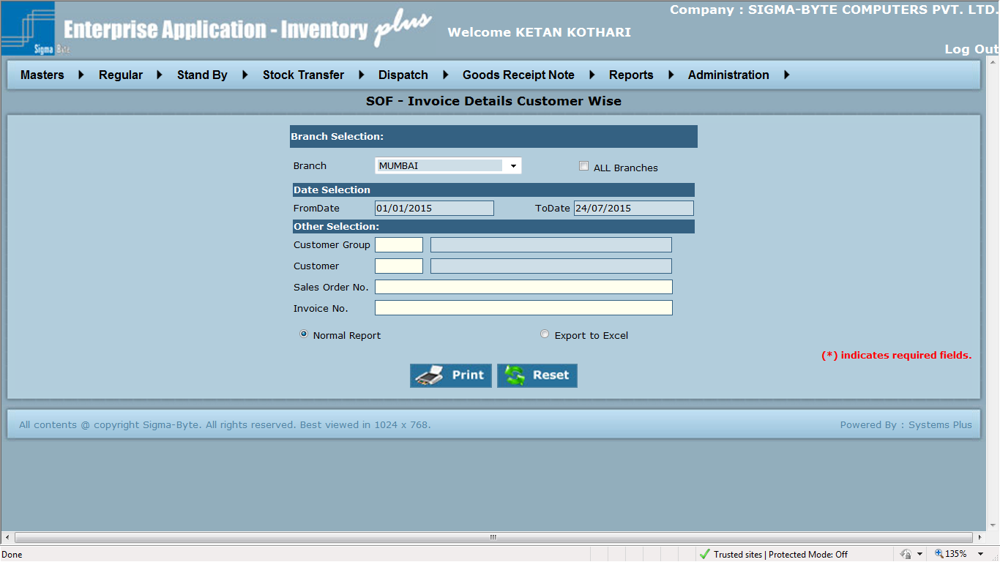 Company : SIGMA-BYTE COMPUTERS PVT. LTD.
Enterprise Application - Inventory plus
Welcome KETAN KOTHARI
Sigma Byte
Log Out
Masters Regular Stand By Stock Transfer Dispatch Goods Receipt Note Reports Administration
SOF - Invoice Details Customer Wise
Branch Selection:
Branch MUMBAI ALL Branches
Date Selection
FromDate 01/01/2015 ToDate 24/07/2015
Other Selection:
Customer Group
Customer
Sales Order No.
Invoice No.
Normal Report Export to Excel
(*) indicates required fields.
Print Reset
All contents @ copyright Sigma-Byte. All rights reserved. Best viewed in 1024 x 768. Powered By : Systems Plus
Done Trusted sites | Protected Mode: Off 135%